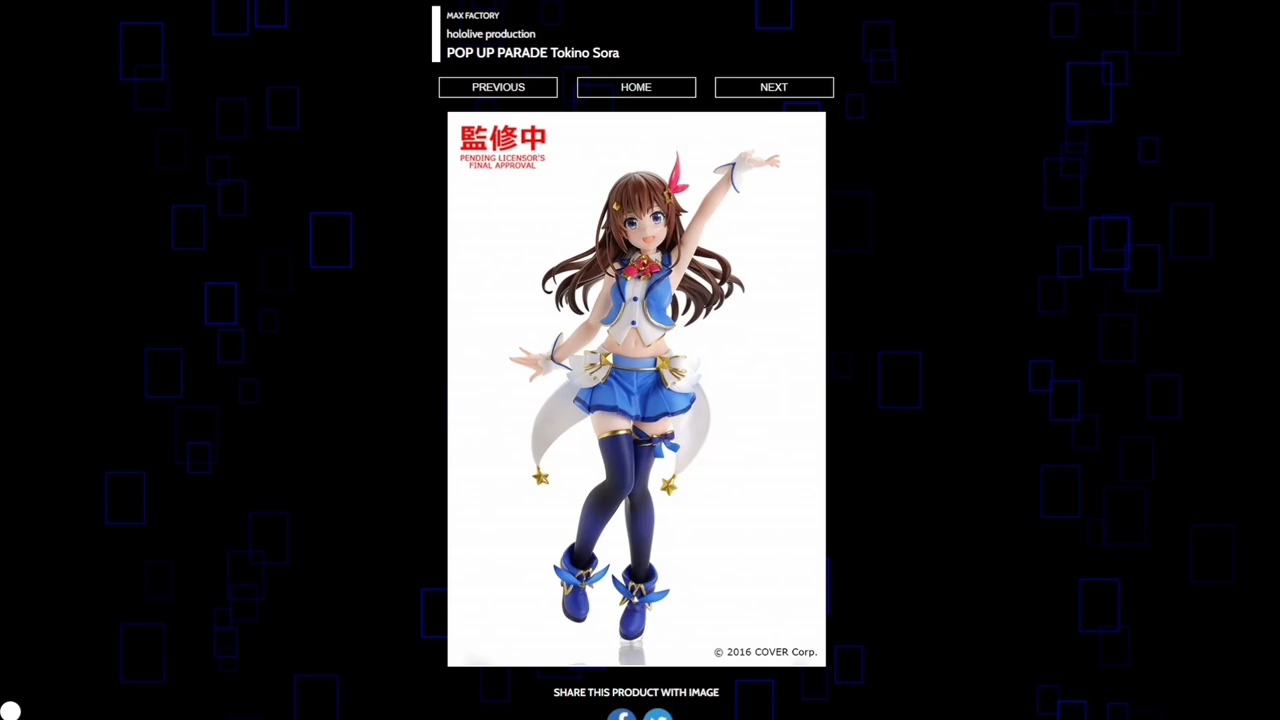 MAX FACTORY
hololive production
POP UP PARADE Tokino Sora
PREVIOUS
HOME
NEXT
監修中
PENDING LICENSOR'S
FINAL APPROVAL
© 2016 COVER Corp.
SHARE THIS PRODUCT WITH IMAGE